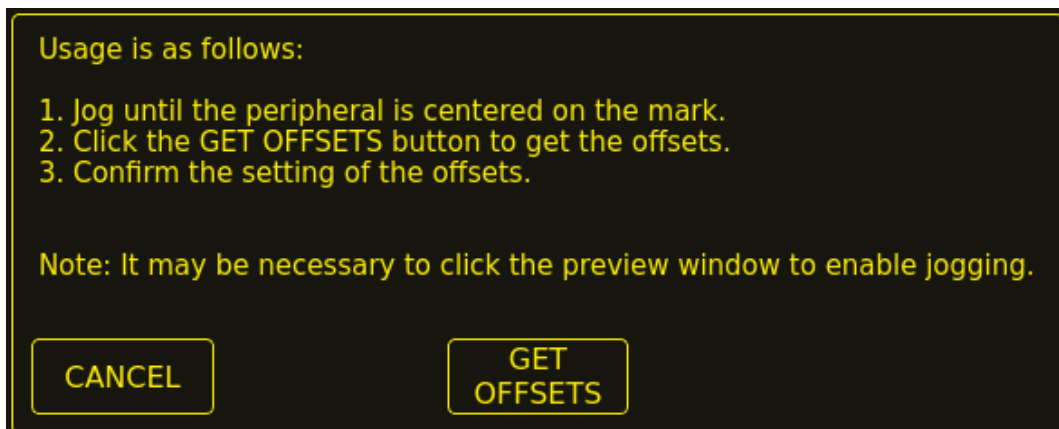 Usage is as follows:
1. Jog until the peripheral is centered on the mark.
2. Click the GET OFFSETS button to get the offsets.
3. Confirm the setting of the offsets.
Note: It may be necessary to click the preview window to enable jogging.
CANCEL
GET
OFFSETS